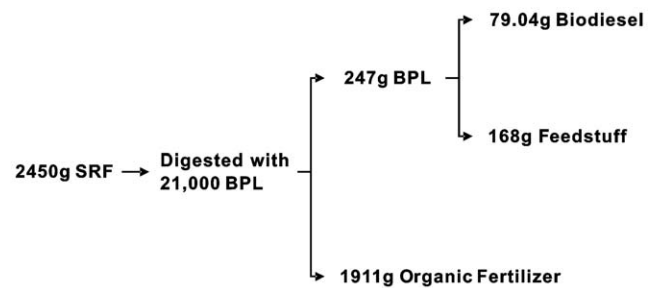 79.04g Biodiesel
247g BPL
168g Feedstuff
2450g SRF
Digested with
21,000 BPL
1911g Organic Fertilizer